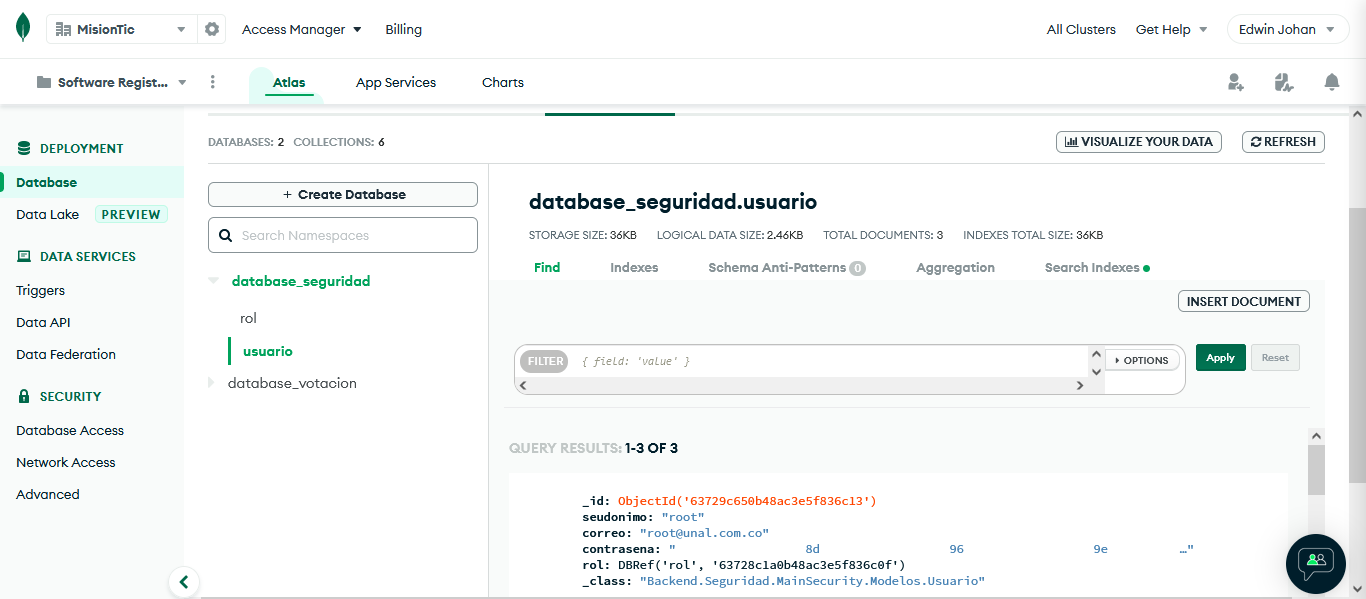 MisionTic
Access Manager
Billing
All Clusters
Get Help
Edwin Johan
Software Regist...
Atlas
App Services
Charts
DEPLOYMENT
Database
Data Lake PREVIEW
DATA SERVICES
Triggers
Data API
Data Federation
SECURITY
Database Access
Network Access
Advanced
DATABASES: 2 COLLECTIONS: 6
VISUALIZE YOUR DATA
REFRESH
+ Create Database
Search Namespaces
database_seguridad
rol
usuario
database_votacion
database_seguridad.usuario
STORAGE SIZE: 36KB LOGICAL DATA SIZE: 2.46KB TOTAL DOCUMENTS: 3 INDEXES TOTAL SIZE: 36KB
Find Indexes Schema Anti-Patterns 0 Aggregation Search Indexes
INSERT DOCUMENT
FILTER { field: 'value' }
OPTIONS
Apply
Reset
QUERY RESULTS: 1-3 OF 3
_id: ObjectId('63729c650b48ac3e5f836c13')
seudonimo: "root"
correo: "root@unal.com.co"
contrasena: " 8d 96 9e …"
rol: DBRef('rol', '63728c1a0b48ac3e5f836c0f')
_class: "Backend.Seguridad.MainSecurity.Modelos.Usuario"